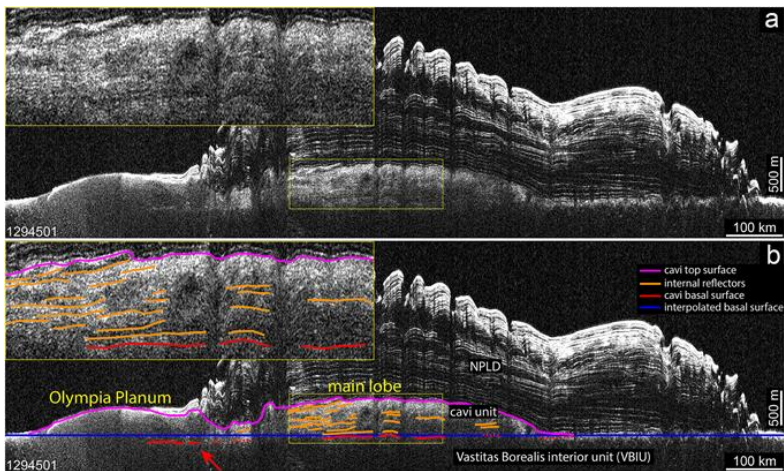 a
500 m
1294501
100 km
b
cavi top surface
internal reflectors
cavi basal surface
interpolated basal surface
NPLD
Olympia Planum
main lobe
cavi unit
500 m
Vastitas Borealis interior unit (VBIU)
1294501
100 km